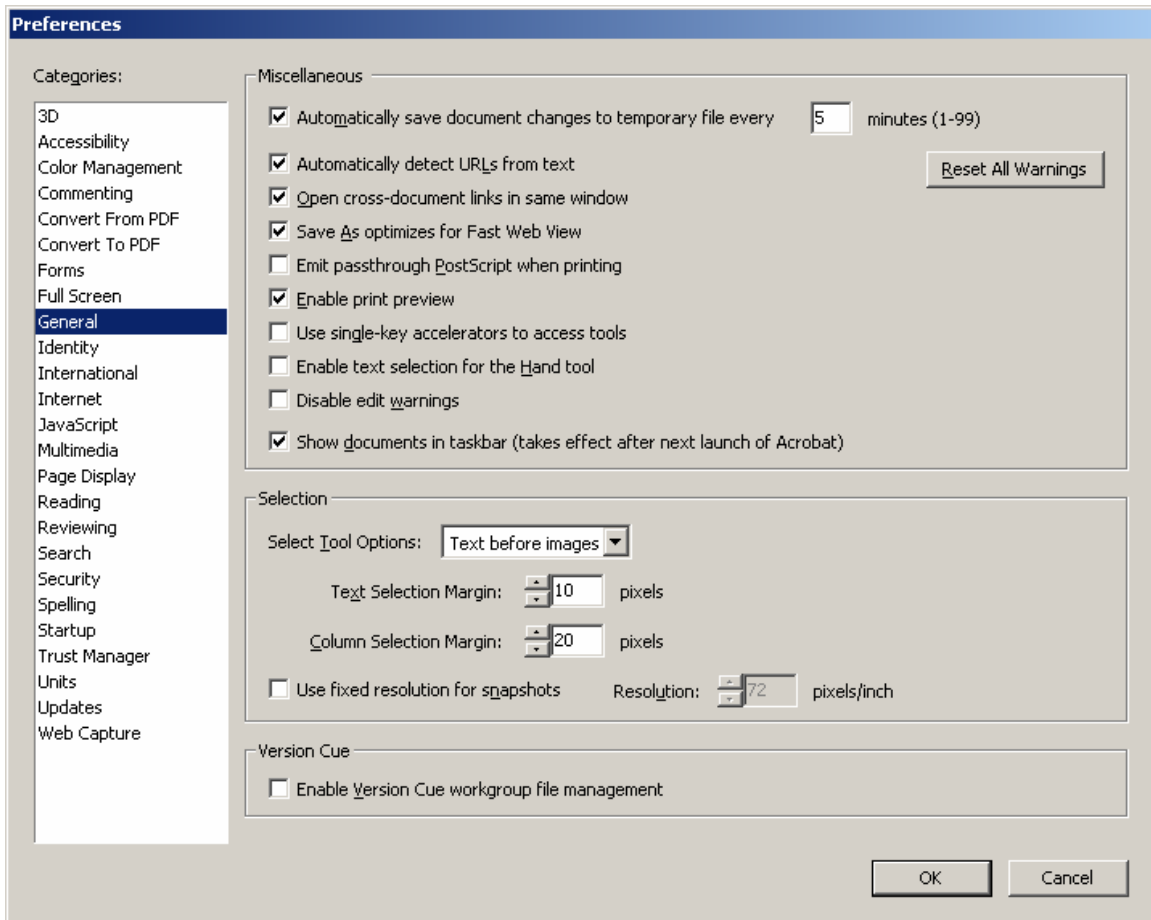 Preferences
Categories:
3D
Accessibility
Color Management
Commenting
Convert From PDF
Convert To PDF
Forms
Full Screen
General
Identity
International
Internet
JavaScript
Multimedia
Page Display
Reading
Reviewing
Search
Security
Spelling
Startup
Trust Manager
Units
Updates
Web Capture
Miscellaneous
Automatically save document changes to temporary file every 5 minutes (1-99)
Automatically detect URLs from text
Reset All Warnings
Open cross-document links in same window
Save As optimizes for Fast Web View
Emit passthrough PostScript when printing
Enable print preview
Use single-key accelerators to access tools
Enable text selection for the Hand tool
Disable edit warnings
Show documents in taskbar (takes effect after next launch of Acrobat)
Selection
Select Tool Options: Text before images
Text Selection Margin: 10 pixels
Column Selection Margin: 20 pixels
Use fixed resolution for snapshots Resolution: 72 pixels/inch
Version Cue
Enable Version Cue workgroup file management
OK Cancel